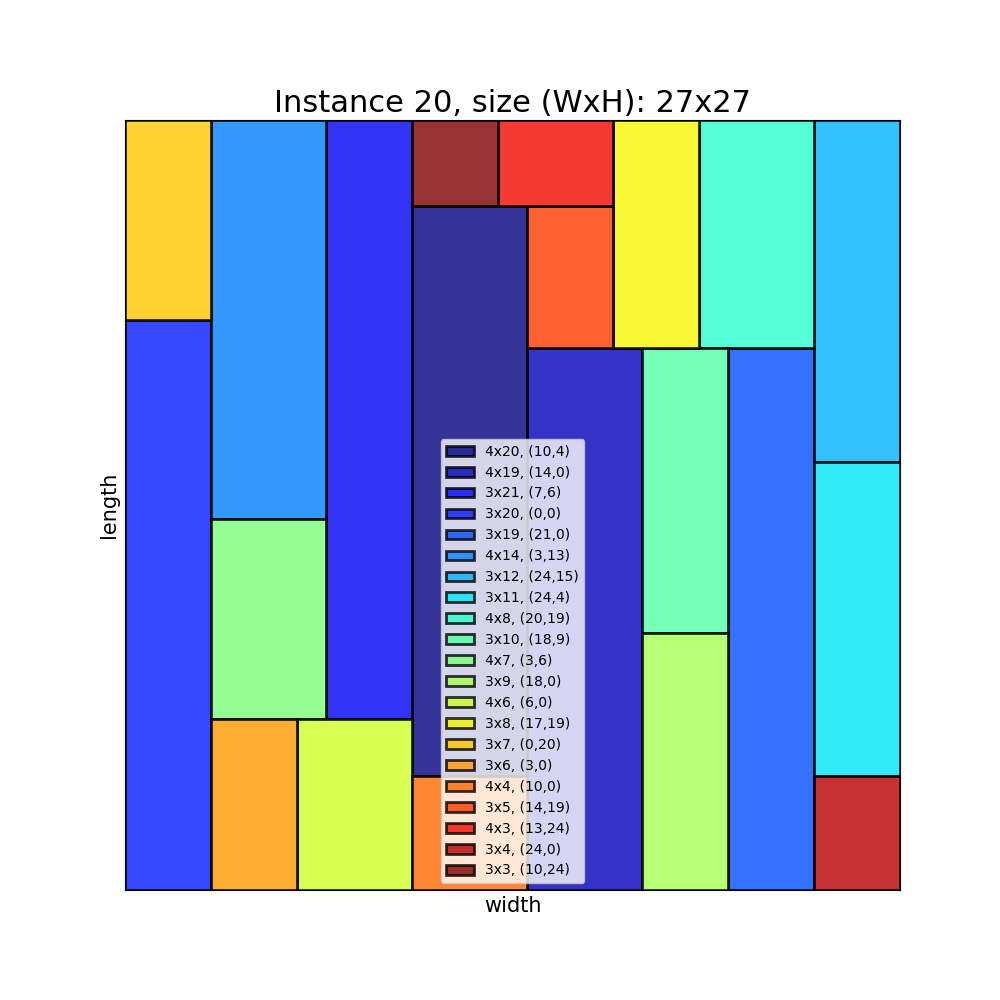 Instance 20, size (WxH): 27x27
length
4x20, (10,4)
4x19, (14,0)
3x21, (7,6)
3x20, (0,0)
3x19, (21,0)
4x14, (3,13)
3x12, (24,15)
3x11, (24,4)
4x8, (20,19)
3x10, (18,9)
4x7, (3,6)
3x9, (18,0)
4x6, (6,0)
3x8, (17,19)
3x7, (0,20)
3x6, (3,0)
4x4, (10,0)
3x5, (14,19)
4x3, (13,24)
3x4, (24,0)
3x3, (10,24)
width